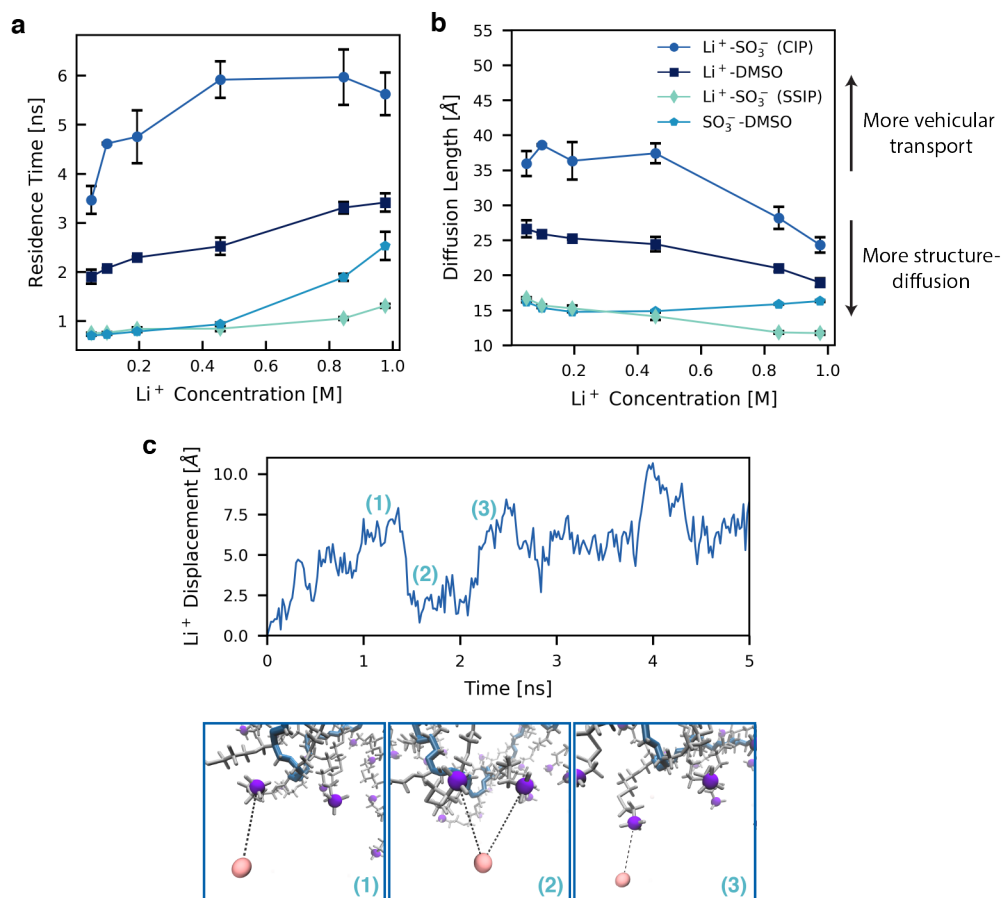 a
b
Residence Time [ns]
6
5
4
3
2
1
0.2
0.4
0.6
0.8
1.0
Li⁺ Concentration [M]
Diffusion Length [Å]
55
50
45
40
35
30
25
20
15
10
0.2
0.4
0.6
0.8
1.0
Li⁺ Concentration [M]
Li⁺-SO₃⁻ (CIP)
Li⁺-DMSO
Li⁺-SO₃⁻ (SSIP)
SO₃⁻-DMSO
More vehicular
transport
More structure-
diffusion
c
Li⁺ Displacement [Å]
10.0
7.5
5.0
2.5
0.0
(1)
(2)
(3)
0
1
2
3
4
5
Time [ns]
(1)
(2)
(3)